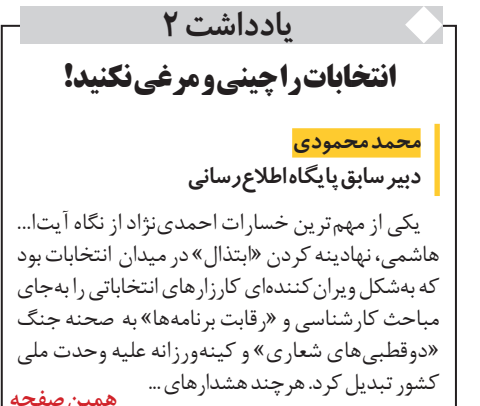 یادداشت ۲
انتخابات را چینی و مرغی نکنید!
محمد محمودی
دبیر سابق پایگاه اطلاع‌رسانی
یکی از مهم‌ترین خسارات احمدی‌نژاد از نگاه آیت‌ا...
هاشمی، نهادینه کردن «ابتذال» در میدان انتخابات بود
که به‌شکل ویران‌کننده‌ای کارزارهای انتخاباتی را به‌جای
مباحث کارشناسی و «رقابت برنامه‌ها» به صحنه جنگ
«دوقطبی‌های شعاری» و کینه‌ورزانه علیه وحدت ملی
کشور تبدیل کرد. هرچند هشدارهای ...
همین صفحه